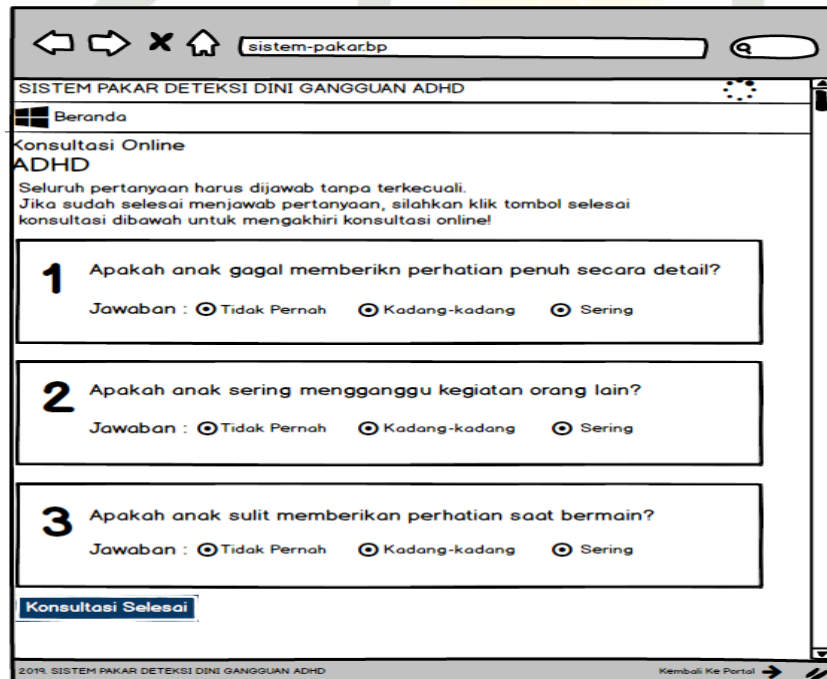 sistem-pakar.bp
SISTEM PAKAR DETEKSI DINI GANGGUAN ADHD
Beranda
Konsultasi Online
ADHD
Seluruh pertanyaan harus dijawab tanpa terkecuali.
Jika sudah selesai menjawab pertanyaan, silahkan klik tombol selesai
konsultasi dibawah untuk mengakhiri konsultasi online!
1 Apakah anak gagal memberikn perhatian penuh secara detail?
Jawaban : Tidak Pernah Kadang-kadang Sering
2 Apakah anak sering mengganggu kegiatan orang lain?
Jawaban : Tidak Pernah Kadang-kadang Sering
3 Apakah anak sulit memberikan perhatian saat bermain?
Jawaban : Tidak Pernah Kadang-kadang Sering
Konsultasi Selesai
2019. SISTEM PAKAR DETEKSI DINI GANGGUAN ADHD Kembali Ke Portal